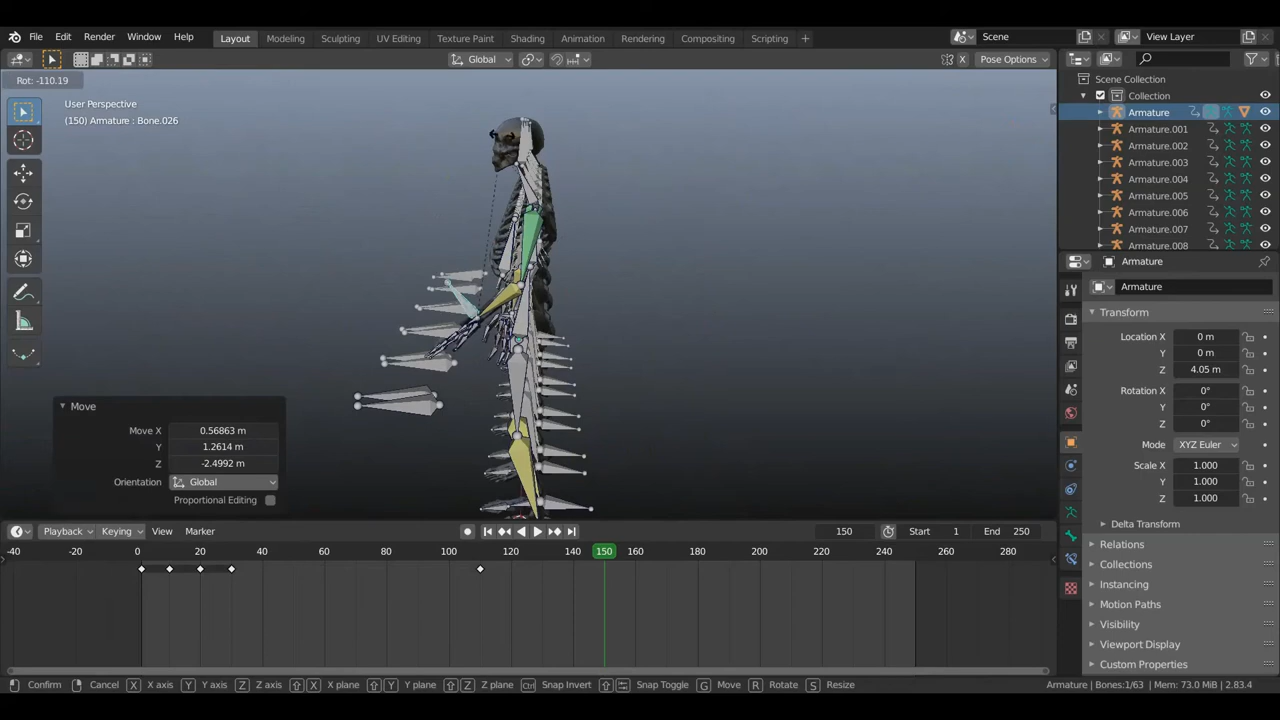 File Edit Render Window Help Layout Modeling Sculpting UV Editing Texture Paint Shading Animation Rendering Compositing Scripting + Scene View Layer
Global X Pose Options
Rot: -110.19
User Perspective
(150) Armature : Bone.026
Scene Collection
Collection
Armature
Armature.001
Armature.002
Armature.003
Armature.004
Armature.005
Armature.006
Armature.007
Armature.008
Armature
Armature
Transform
Location X 0 m
Y 0 m
Z 4.05 m
Rotation X 0°
Y 0°
Z 0°
Mode XYZ Euler
Scale X 1.000
Y 1.000
Z 1.000
Delta Transform
Relations
Collections
Instancing
Motion Paths
Visibility
Viewport Display
Custom Properties
Move
Move X 0.56863 m
Y 1.2614 m
Z -2.4992 m
Orientation Global
Proportional Editing
Playback Keying View Marker 150 Start 1 End 250
-40 -20 0 20 40 60 80 100 120 140 150 160 180 200 220 240 260 280
Confirm Cancel X X axis Y Y axis Z Z axis X X plane Y Y plane Z Z plane Ctrl Snap Invert Snap Toggle G Move R Rotate S Resize Armature | Bones:1/63 | Mem: 73.0 MiB | 2.83.4